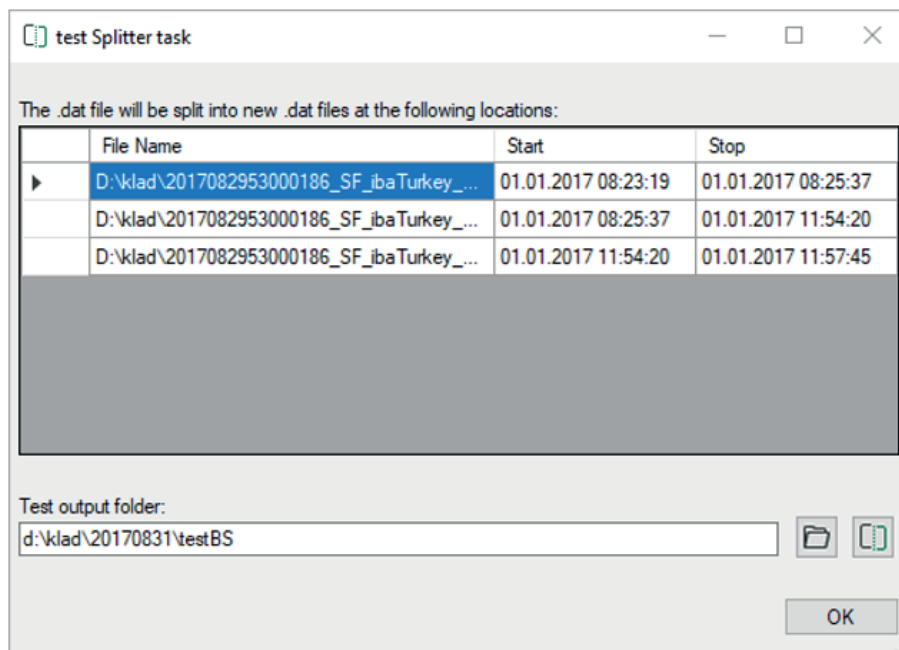 test Splitter task
The .dat file will be split into new .dat files at the following locations:
File Name Start Stop
D:\klad\2017082953000186_SF_ibaTurkey_... 01.01.2017 08:23:19 01.01.2017 08:25:37
D:\klad\2017082953000186_SF_ibaTurkey_... 01.01.2017 08:25:37 01.01.2017 11:54:20
D:\klad\2017082953000186_SF_ibaTurkey_... 01.01.2017 11:54:20 01.01.2017 11:57:45
Test output folder:
d:\klad\20170831\testBS
OK